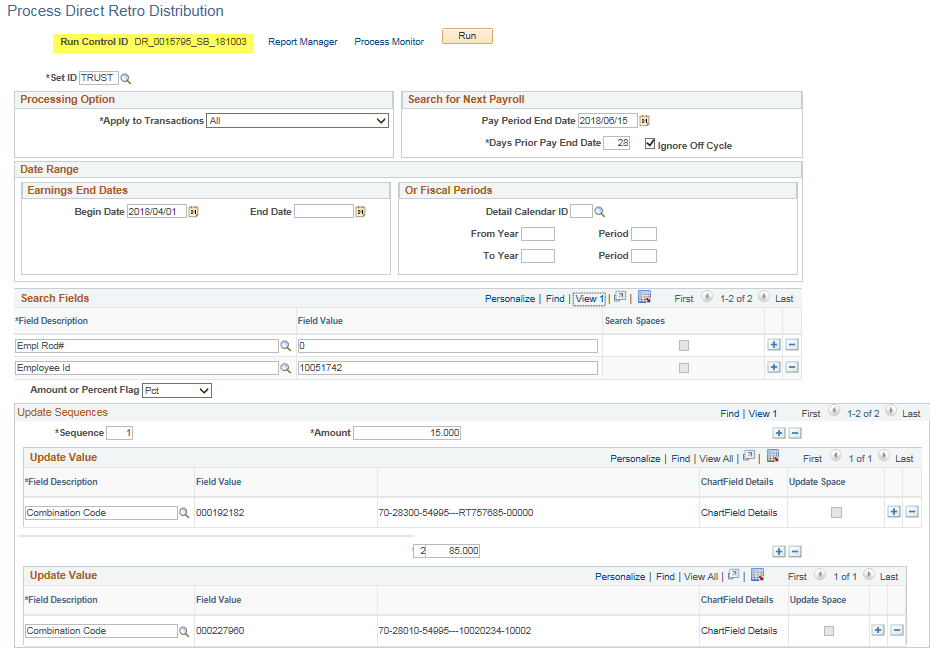 Process Direct Retro Distribution
Run Control ID DR_0015795_SB_181003 Report Manager Process Monitor Run
*Set ID TRUST
Processing Option
*Apply to Transactions All
Search for Next Payroll
Pay Period End Date 2018/06/15
*Days Prior Pay End Date 28 Ignore Off Cycle
Date Range
Earnings End Dates
Begin Date 2018/04/01 End Date
Or Fiscal Periods
Detail Calendar ID
From Year Period
To Year Period
Search Fields Personalize | Find | View 1 | | First 1-2 of 2 Last
*Field Description Field Value Search Spaces
Empl Rcd# 0
Employee Id 10051742
Amount or Percent Flag Pct
Update Sequences Find | View 1 First 1-2 of 2 Last
*Sequence 1 *Amount 15.000
Update Value Personalize | Find | View All | | First 1 of 1 Last
*Field Description Field Value ChartField Details Update Space
Combination Code 000192182 70-28300-54995---RT757685-00000 ChartField Details
2 85.000
Update Value Personalize | Find | View All | | First 1 of 1 Last
*Field Description Field Value ChartField Details Update Space
Combination Code 000227960 70-28010-54995---10020234-10002 ChartField Details